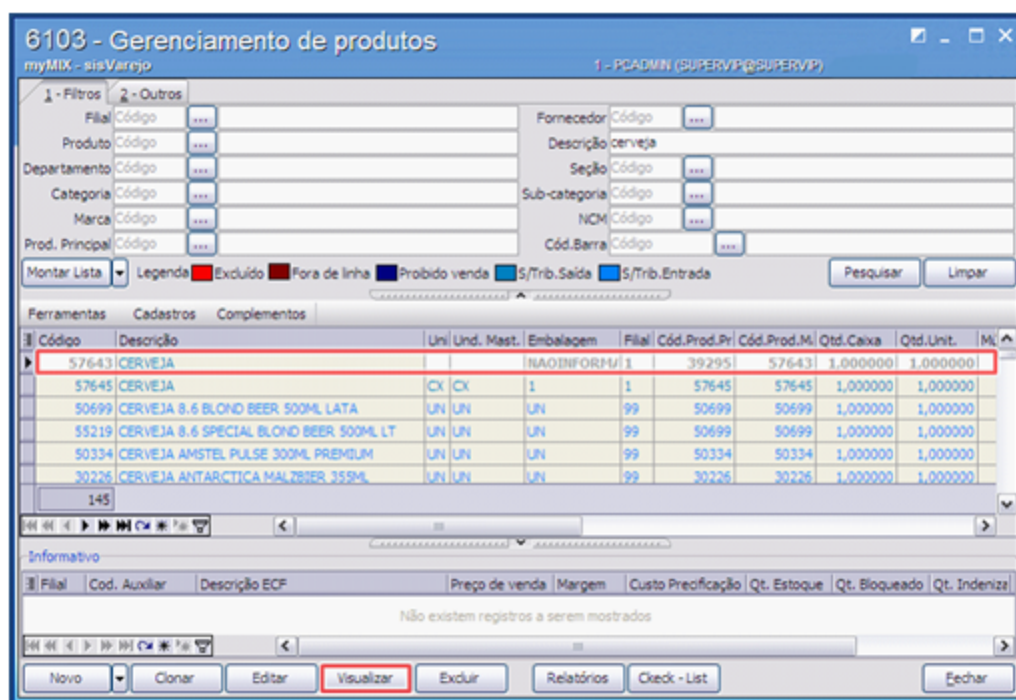 6103 - Gerenciamento de produtos
myMIX - sisVarejo 1 - PCADMIN (SUPERVIP@SUPERVIP)
1 - Filtros 2 - Outros
Filial Código ... Fornecedor Código ...
Produto Código ... Descrição cerveja
Departamento Código ... Seção Código ...
Categoria Código ... Sub-categoria Código ...
Marca Código ... NCM Código ...
Prod. Principal Código ... Cód.Barra Código ...
Montar Lista Legenda Excluído Fora de linha Proibido venda S/Trib.Saída S/Trib.Entrada Pesquisar Limpar
Ferramentas Cadastros Complementos
Código Descrição Uni Und. Mast. Embalagem Filial Cód.Prod.Pr Cód.Prod.M Qtd.Caixa Qtd.Unit.
57643 CERVEJA NAOINFORMA 1 39295 57643 1,000000 1,000000
57645 CERVEJA CX CX 1 1 57645 57645 1,000000 1,000000
50699 CERVEJA 8.6 BLOND BEER 500ML LATA UN UN UN 99 50699 50699 1,000000 1,000000
55219 CERVEJA 8.6 SPECIAL BLOND BEER 500ML LT UN UN UN 99 50699 50699 1,000000 1,000000
50334 CERVEJA AMSTEL PULSE 300ML PREMIUM UN UN UN 99 50334 50334 1,000000 1,000000
30226 CERVEJA ANTARCTICA MALZBIER 355ML UN UN UN 99 30226 30226 1,000000 1,000000
145
Informativo
Filial Cod. Auxiliar Descrição ECF Preço de venda Margem Custo Precificação Qt. Estoque Qt. Bloqueado Qt. Indeniza
Não existem registros a serem mostrados
Novo Clonar Editar Visualizar Excluir Relatórios Check - List Fechar